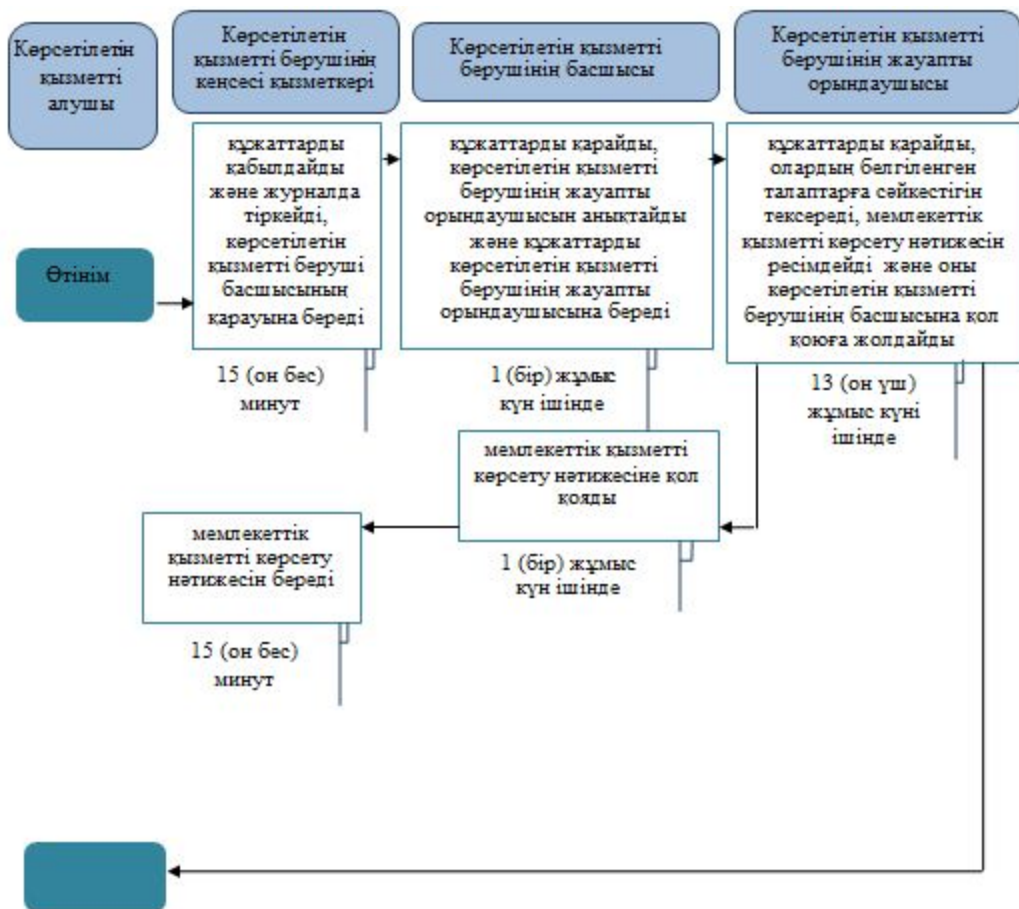 Көрсетілетін
қызметті
алушы
Көрсетілетін
қызметті берушінің
кеңсесі қызметкері
Көрсетілетін қызметті
берушінің басшысы
Көрсетілетін қызметті
берушінің жауапты
орындаушысы
Өтінім
құжаттарды
қабылдайды
және журналда
тіркейді,
көрсетілетін
қызметті беруші
басшысының
қарауына береді
15 (он бес)
минут
құжаттарды қарайды,
көрсетілетін қызметті
берушінің жауапты
орындаушысын анықтайды
және құжаттарды
көрсетілетін қызметті
берушінің жауапты
орындаушысына береді
1 (бір) жұмыс
күн ішінде
құжаттарды қарайды,
олардың белгіленген
талаптарға сәйкестігін
тексереді, мемлекеттік
қызметті көрсету нәтижесін
ресімдейді және оны
көрсетілетін қызметті
берушінің басшысына қол
қоюға жолдайды
13 (он үш)
жұмыс күні
ішінде
мемлекеттік қызметті
көрсету нәтижесіне қол
қояды
1 (бір) жұмыс
күн ішінде
мемлекеттік
қызметті көрсету
нәтижесін береді
15 (он бес)
минут